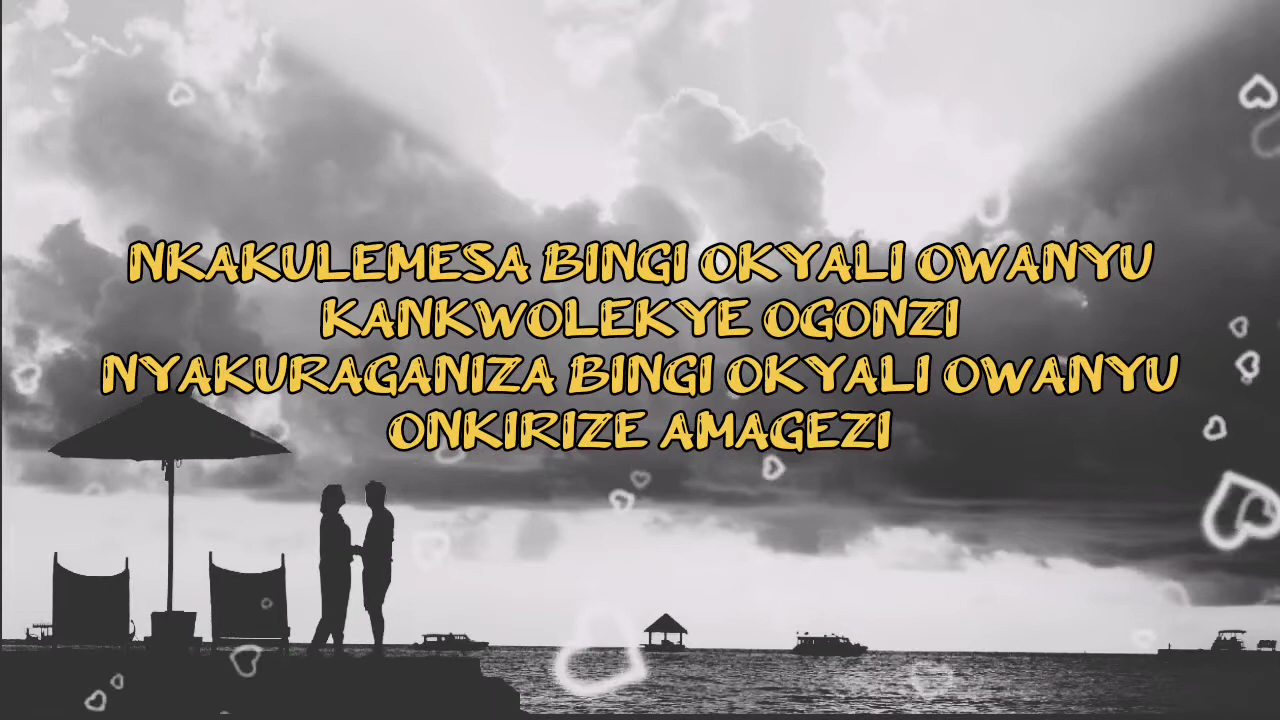 NKAKULEMESA BINGI OKYALI OWANYU
KANKWOLEKYE OGONZI
NYAKURAGANIZA BINGI OKYALI OWANYU
ONKIRIZE AMAGEZI